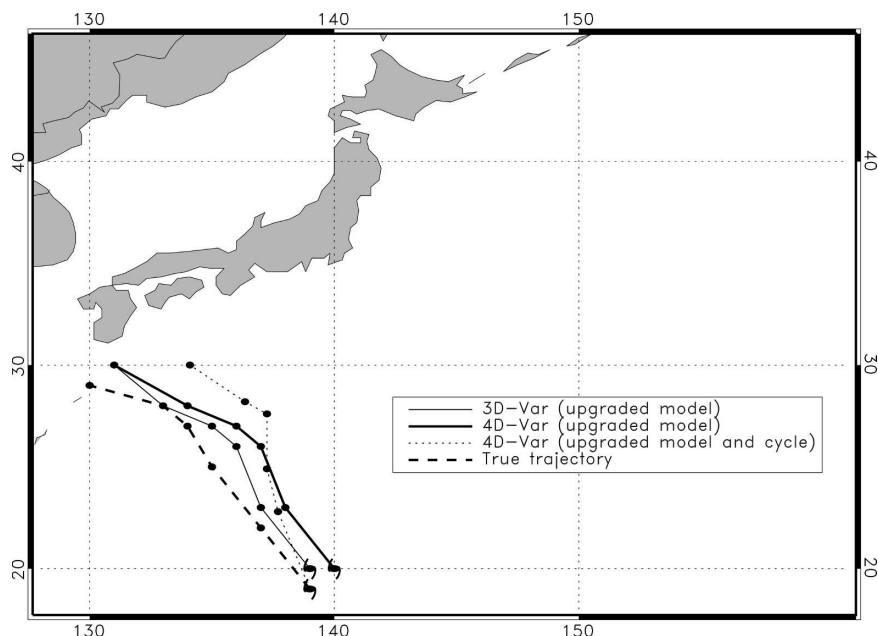 130 140 150
40 40
3D-Var (upgraded model)
30 30
4D-Var (upgraded model)
4D-Var (upgraded model and cycle)
True trajectory
20 20
130 140 150